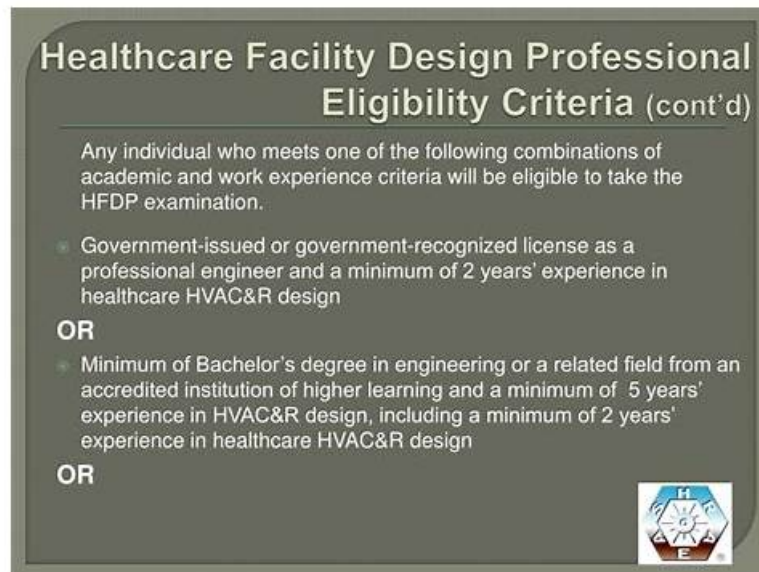 Healthcare Facility Design Professional
Eligibility Criteria (cont'd)
Any individual who meets one of the following combinations of
academic and work experience criteria will be eligible to take the
HFDP examination.
Government-issued or government-recognized license as a
professional engineer and a minimum of 2 years' experience in
healthcare HVAC&R design
OR
Minimum of Bachelor's degree in engineering or a related field from an
accredited institution of higher learning and a minimum of 5 years'
experience in HVAC&R design, including a minimum of 2 years'
experience in healthcare HVAC&R design
OR
ASHRAE